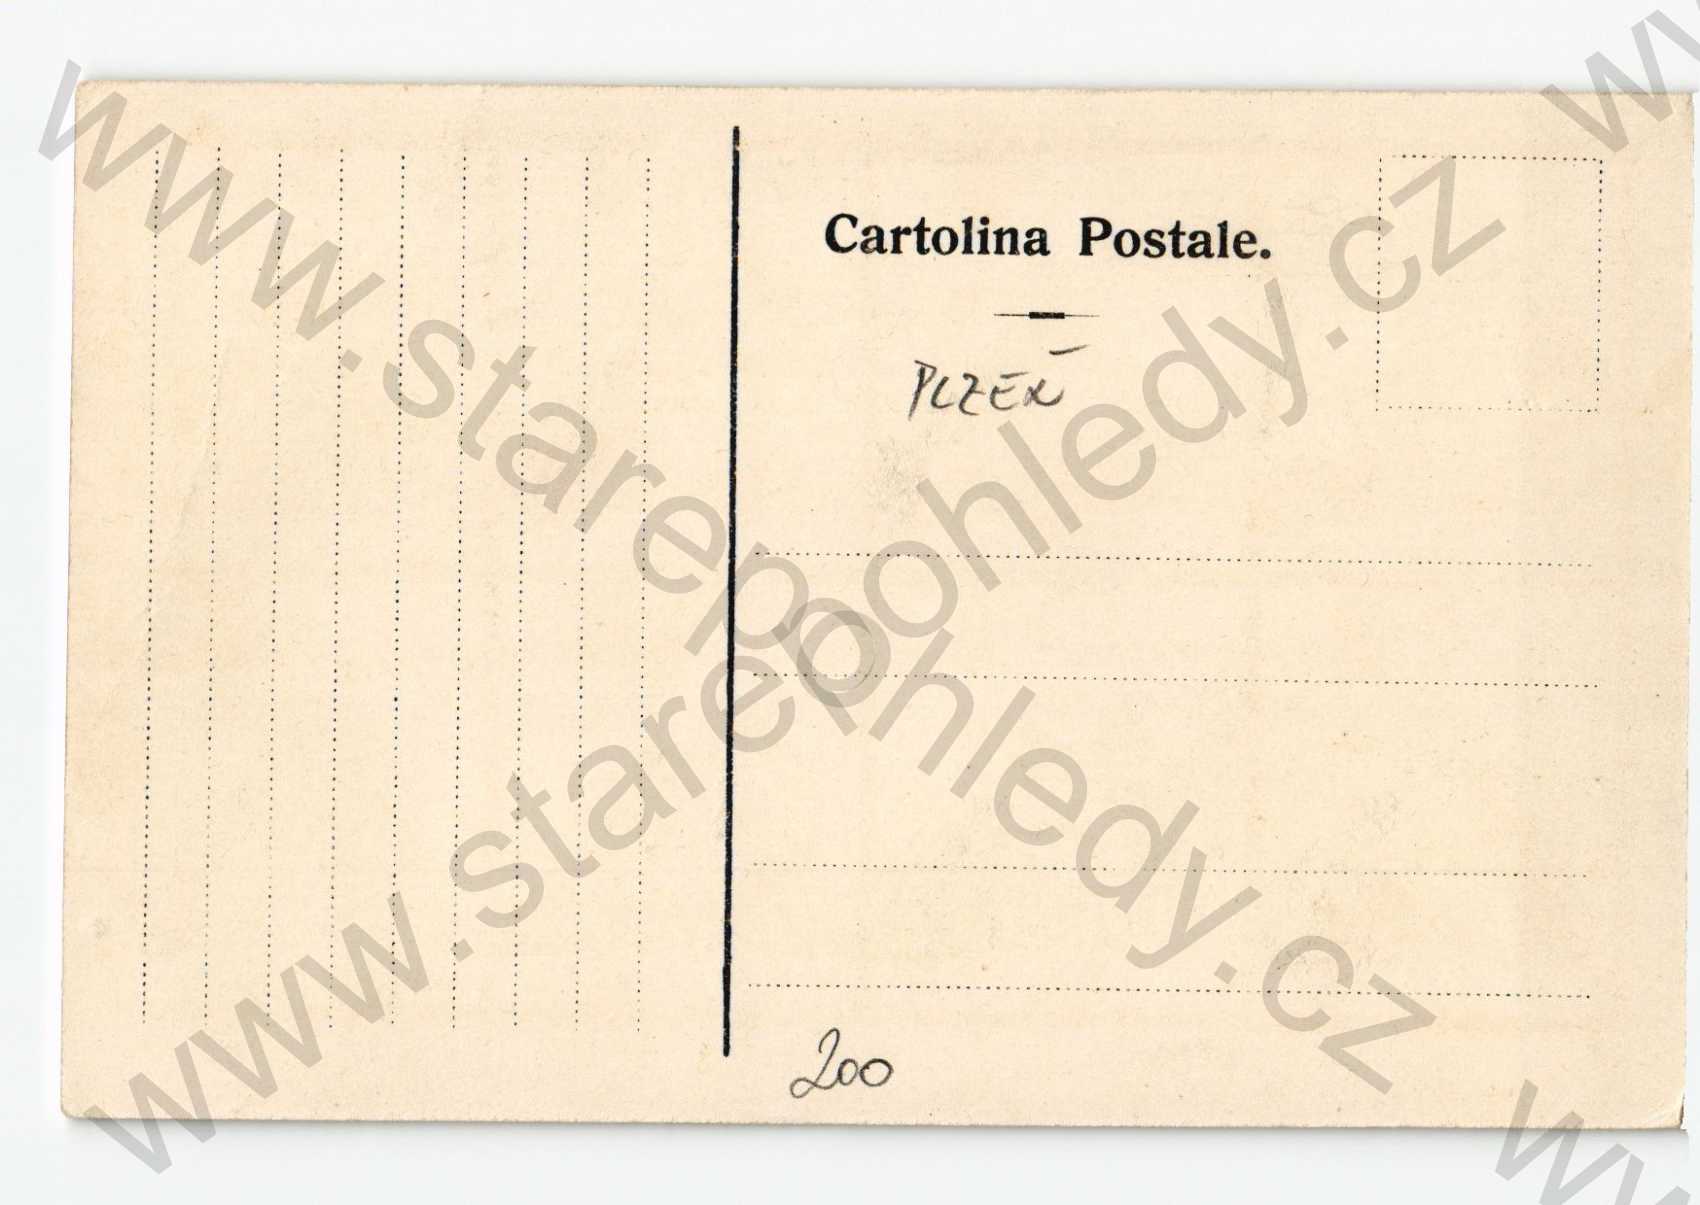 Cartolina Postale.
PLZEŇ
200
www.starepohledy.cz
www.starepohledy.cz